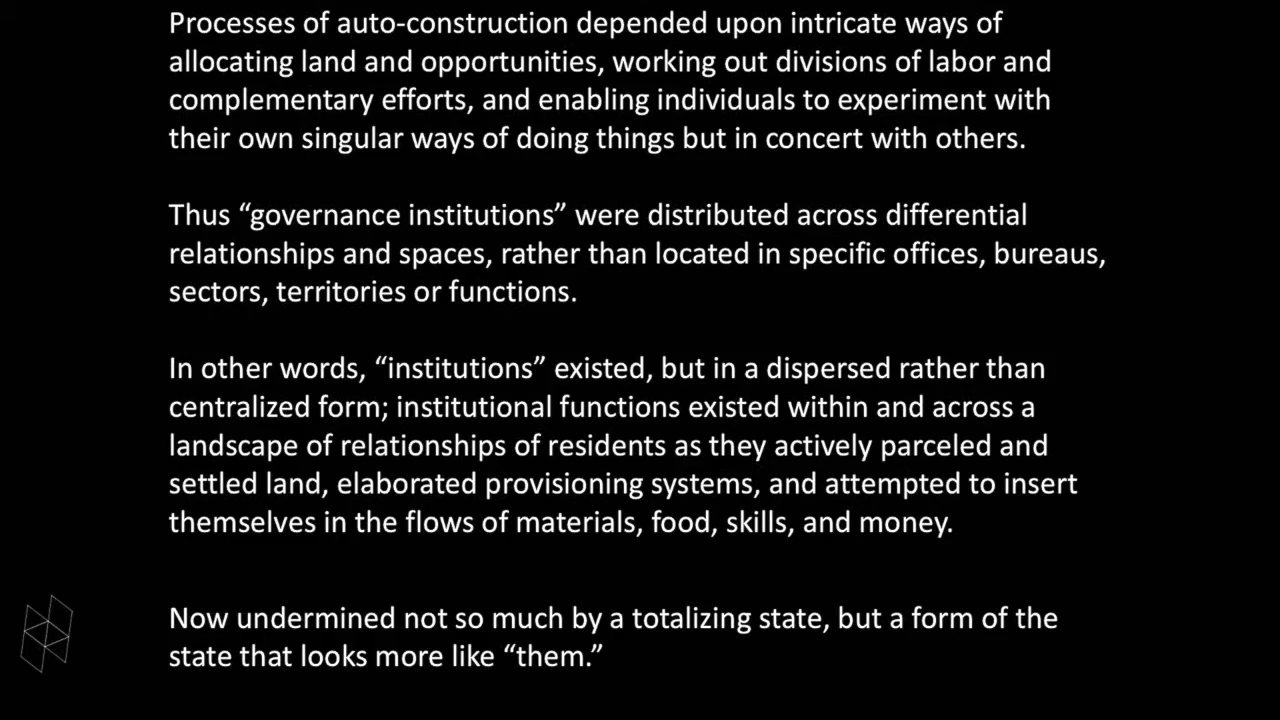 Processes of auto-construction depended upon intricate ways of
allocating land and opportunities, working out divisions of labor and
complementary efforts, and enabling individuals to experiment with
their own singular ways of doing things but in concert with others.
Thus “governance institutions” were distributed across differential
relationships and spaces, rather than located in specific offices, bureaus,
sectors, territories or functions.
In other words, “institutions” existed, but in a dispersed rather than
centralized form; institutional functions existed within and across a
landscape of relationships of residents as they actively parceled and
settled land, elaborated provisioning systems, and attempted to insert
themselves in the flows of materials, food, skills, and money.
Now undermined not so much by a totalizing state, but a form of the
state that looks more like “them.”